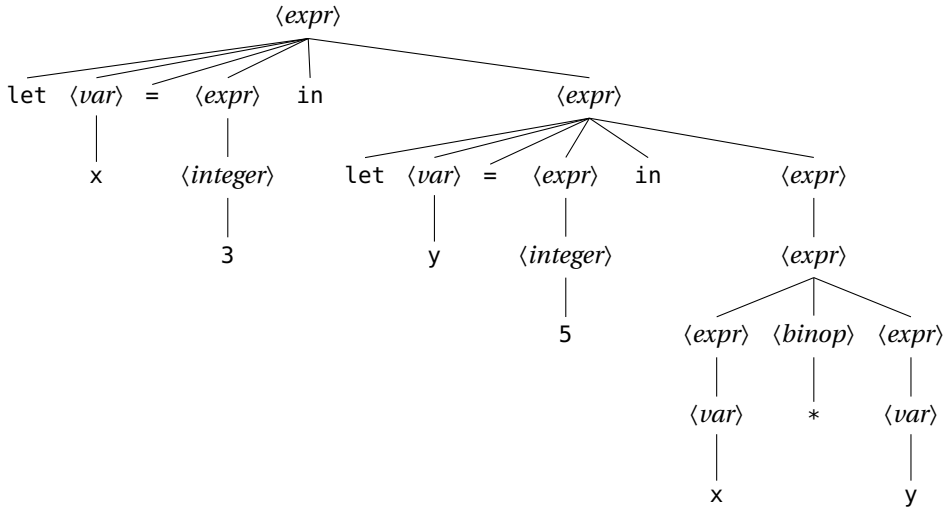 ⟨expr⟩
let ⟨var⟩ = ⟨expr⟩ in ⟨expr⟩
x ⟨integer⟩ let ⟨var⟩ = ⟨expr⟩ in ⟨expr⟩
3 y ⟨integer⟩ ⟨expr⟩
5 ⟨expr⟩ ⟨binop⟩ ⟨expr⟩
⟨var⟩ * ⟨var⟩
x y